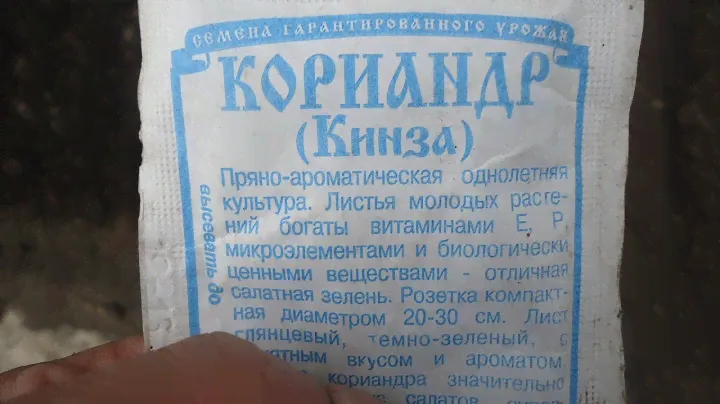 СЕМЕНА ГАРАНТИРОВАННОГО УРОЖАЯ
КОРИАНДР
(Кинза)
Пряно-ароматическая однолетняя
культура. Листья молодых расте-
ний богаты витаминами Е, Р,
микроэлементами и биологически
ценными веществами - отличная
салатная зелень. Розетка компакт-
ная диаметром 20-30 см. Лист
глянцевый, темно-зеленый, с
вкусом и ароматом
кориандра значительно
салатов,
высевать до